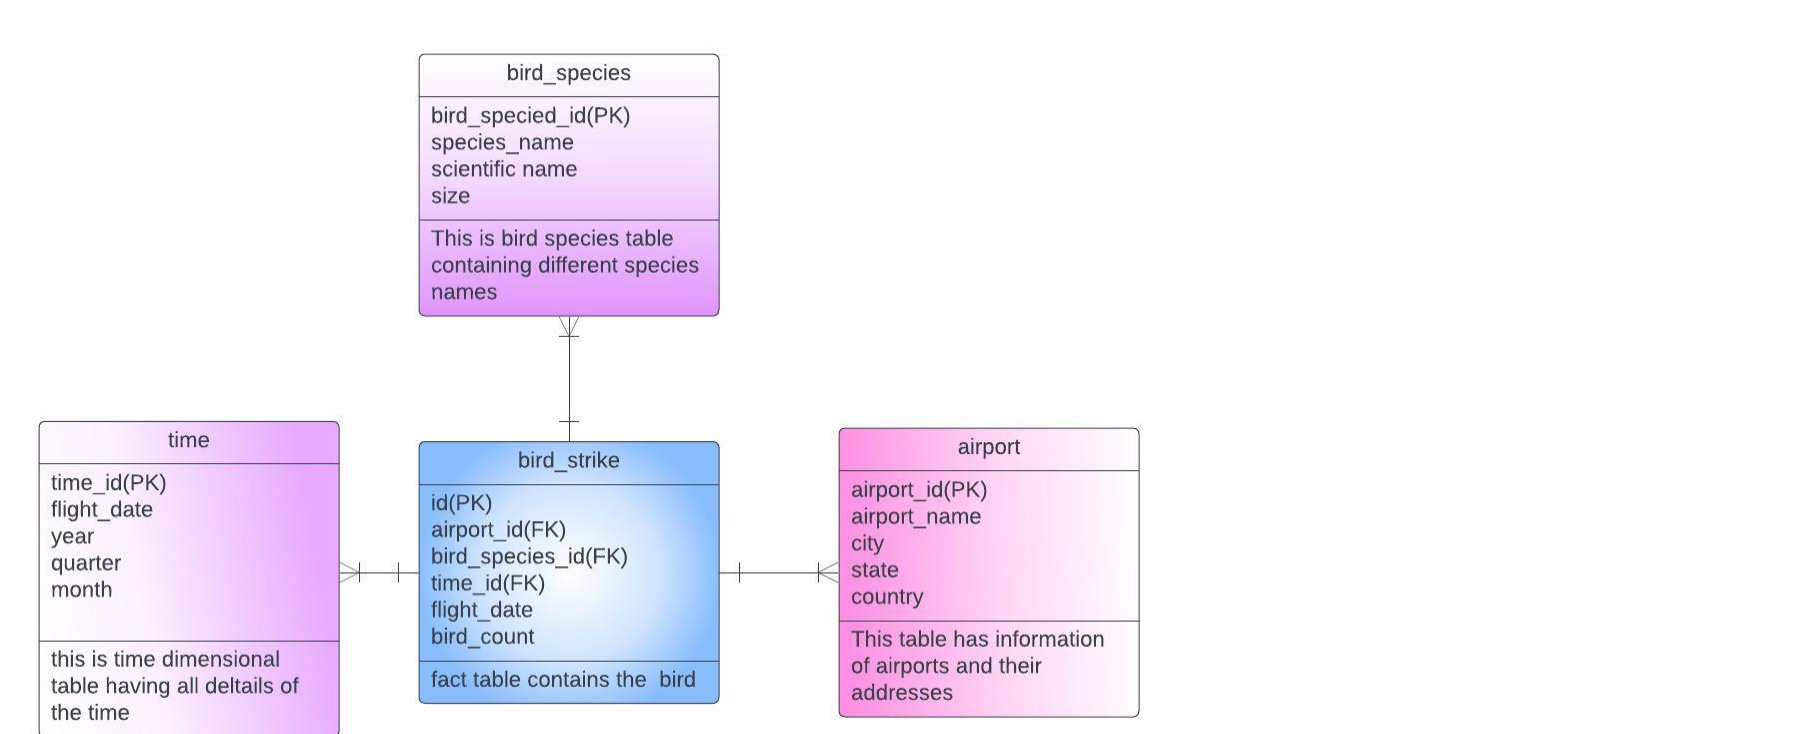 bird_species
bird_specied_id(PK)
species_name
scientific name
size
This is bird species table
containing different species
names
time
time_id(PK)
flight_date
year
quarter
month
this is time dimensional
table having all deltails of
the time
bird_strike
id(PK)
airport_id(FK)
bird_species_id(FK)
time_id(FK)
flight_date
bird_count
fact table contains the  bird
airport
airport_id(PK)
airport_name
city
state
country
This table has information
of airports and their
addresses